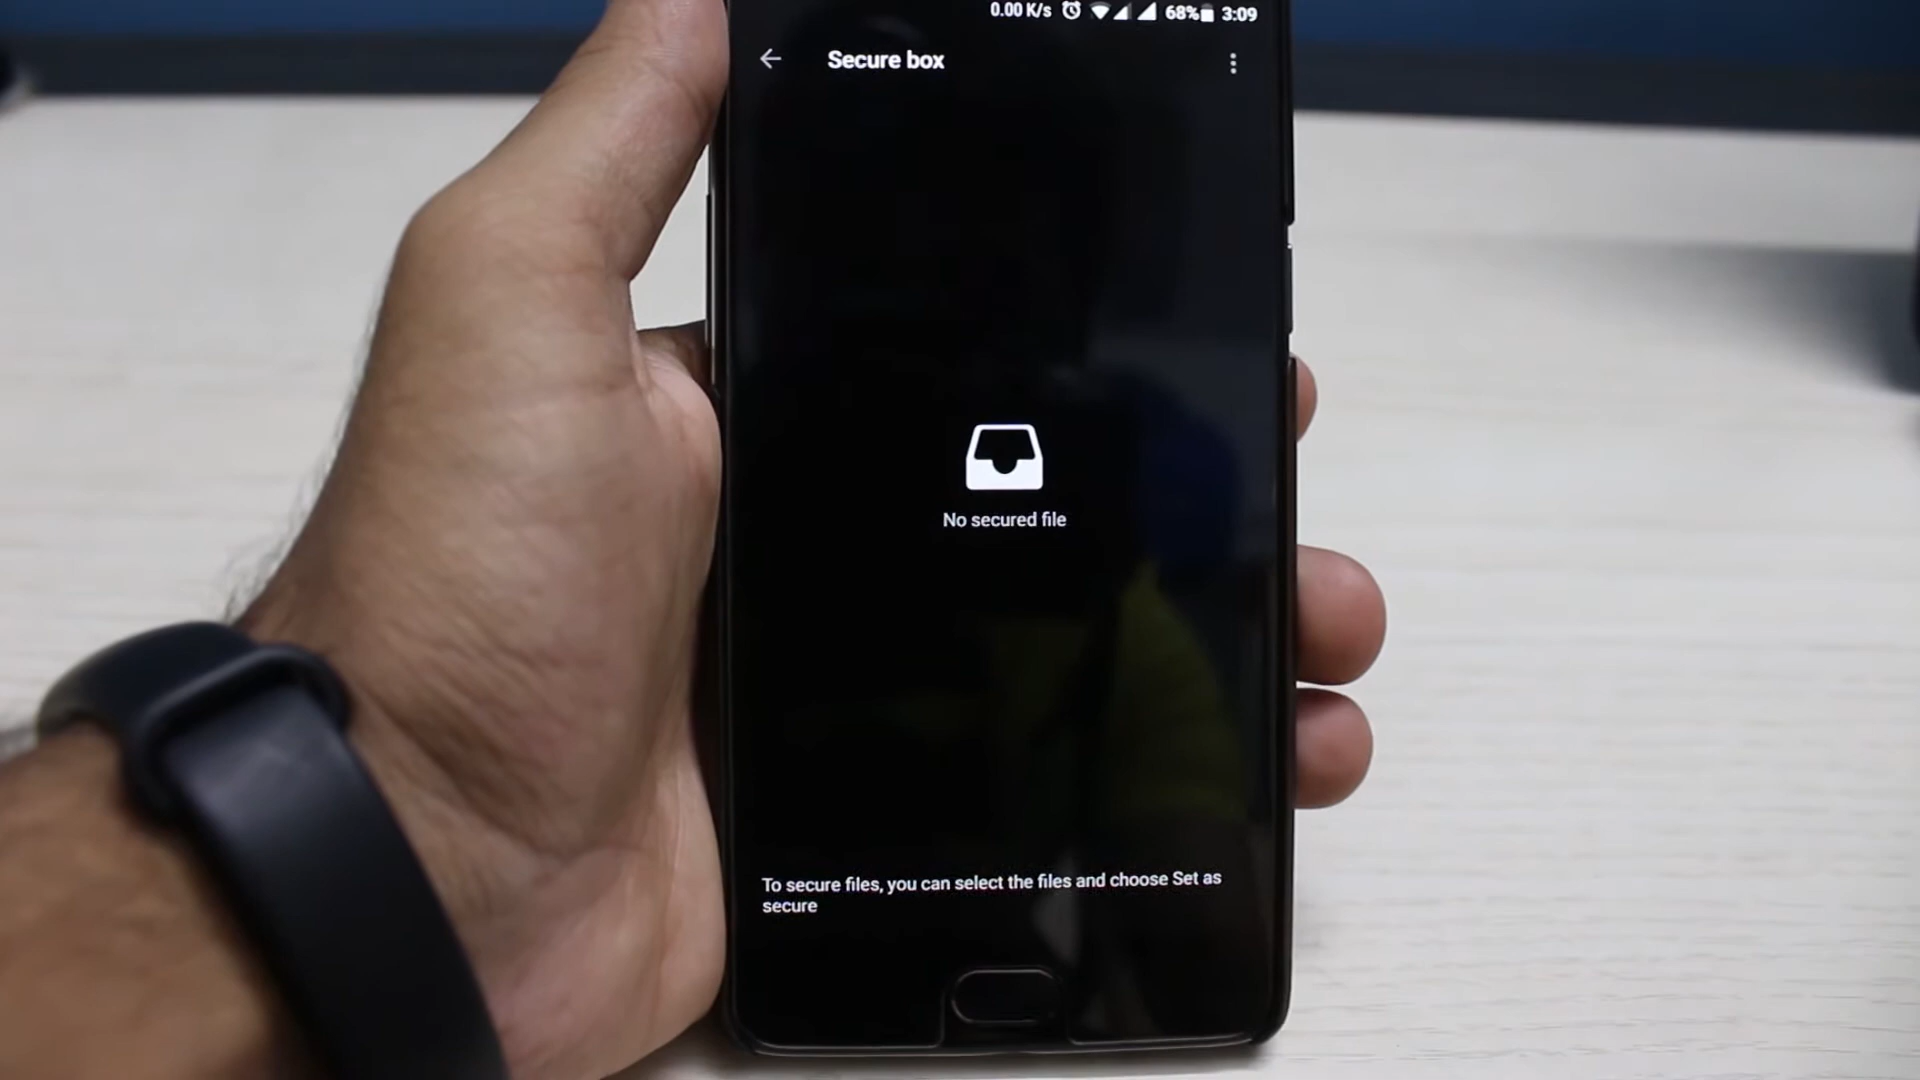 0.00 K/s 68% 3:09
Secure box
No secured file
To secure files, you can select the files and choose Set as
secure